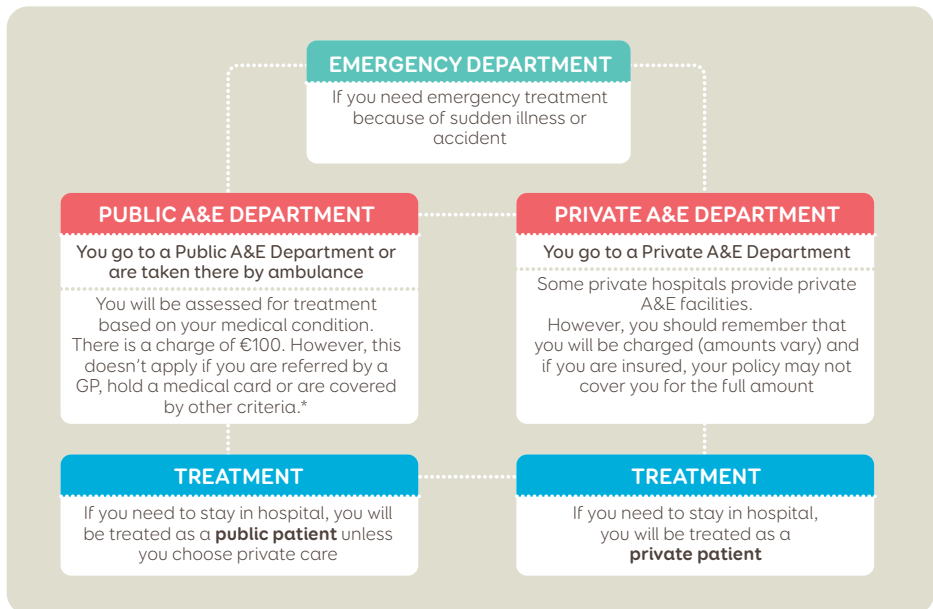 EMERGENCY DEPARTMENT
If you need emergency treatment
because of sudden illness or
accident
PUBLIC A&E DEPARTMENT
You go to a Public A&E Department or
are taken there by ambulance
You will be assessed for treatment
based on your medical condition.
There is a charge of €100. However, this
doesn’t apply if you are referred by a
GP, hold a medical card or are covered
by other criteria.*
PRIVATE A&E DEPARTMENT
You go to a Private A&E Department
Some private hospitals provide private
A&E facilities.
However, you should remember that
you will be charged (amounts vary) and
if you are insured, your policy may not
cover you for the full amount
TREATMENT
If you need to stay in hospital, you will
be treated as a public patient unless
you choose private care
TREATMENT
If you need to stay in hospital,
you will be treated as a
private patient